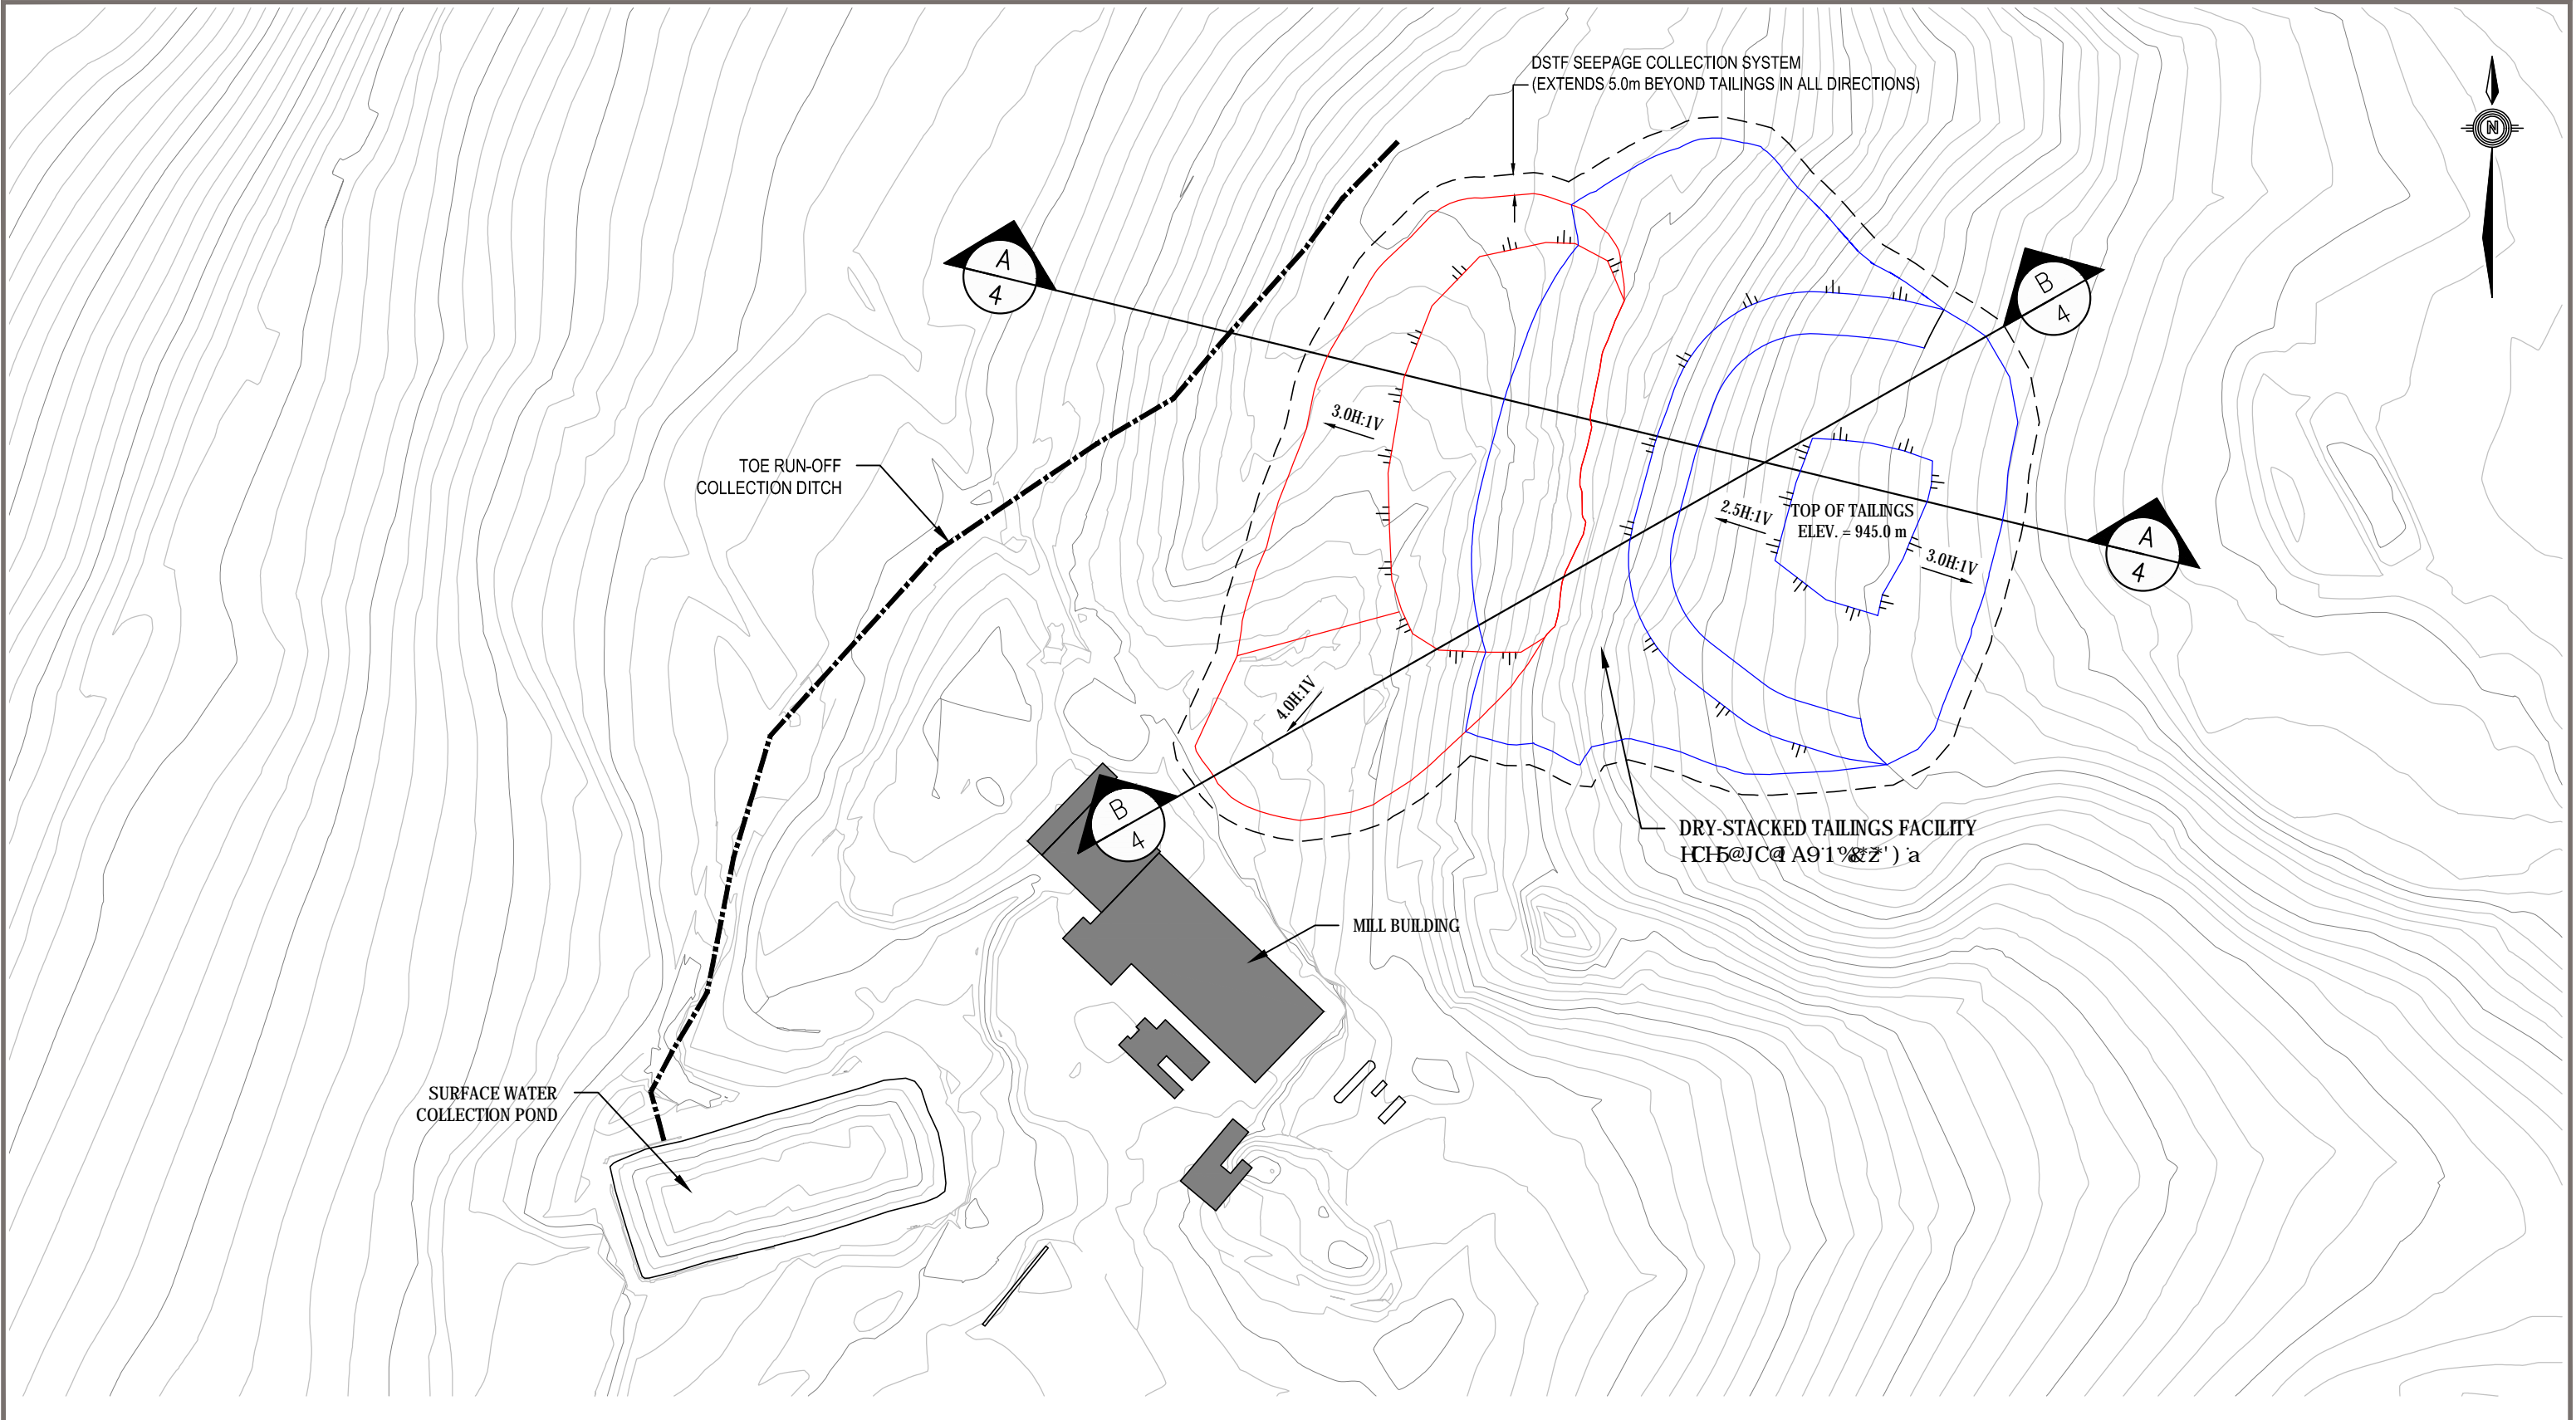 DSTF SEEPAGE COLLECTION SYSTEM
(EXTENDS 5.0m BEYOND TAILINGS IN ALL DIRECTIONS)
N
A
4
B
4
3.0H:1V
TOE RUN-OFF
COLLECTION DITCH
2.5H:1V
TOP OF TAILINGS
ELEV. = 945.0 m
3.0H:1V
A
4
4.0H:1V
B
4
DRY-STACKED TAILINGS FACILITY
MILL BUILDING
SURFACE WATER
COLLECTION POND